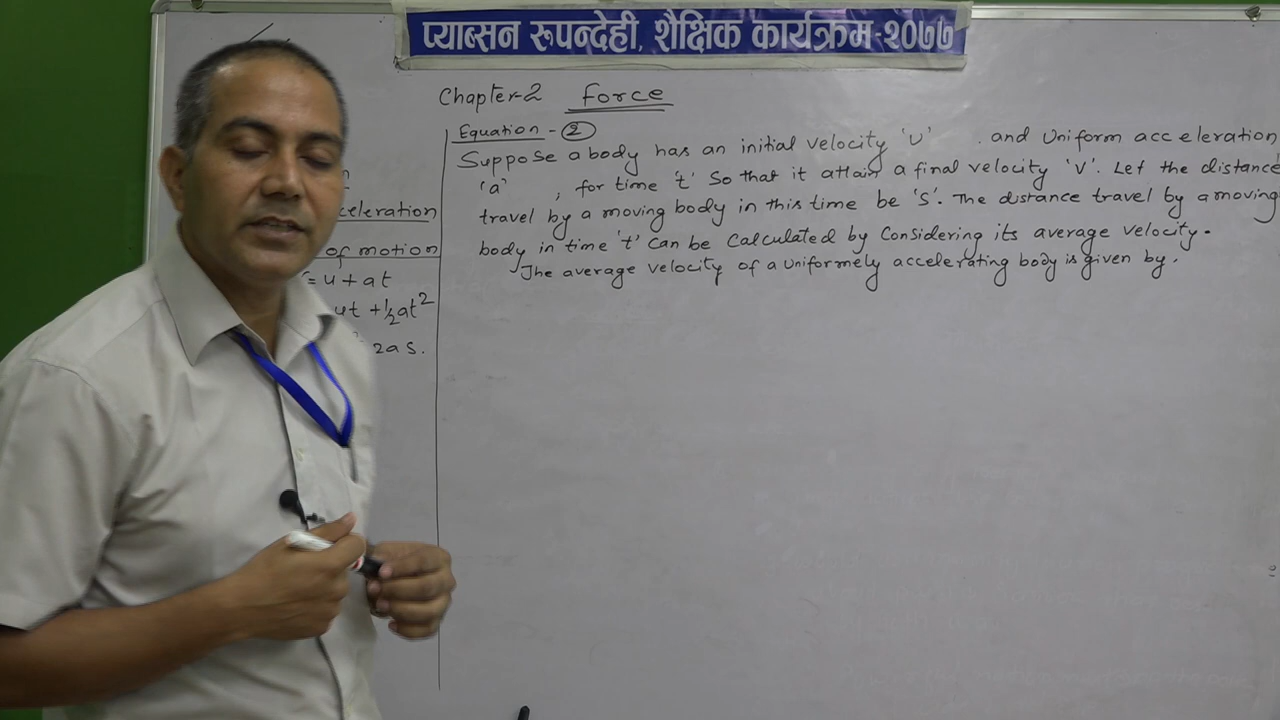 प्याब्सन रुपन्देही, शैक्षिक कार्यक्रम-२०७७
Chapter-2 Force
Equation - 2
Suppose a body has an initial velocity 'u' and Uniform acceleration
'a' , for time 't' So that it attain a final velocity 'v'. Let the distance
travel by a moving body in this time be 's'. The distance travel by a moving
body in time 't' can be Calculated by Considering its average velocity.
The average velocity of a Uniformely accelerating body is given by.
celeration
of motion
= u + at
ut + 1/2 at²
2as.